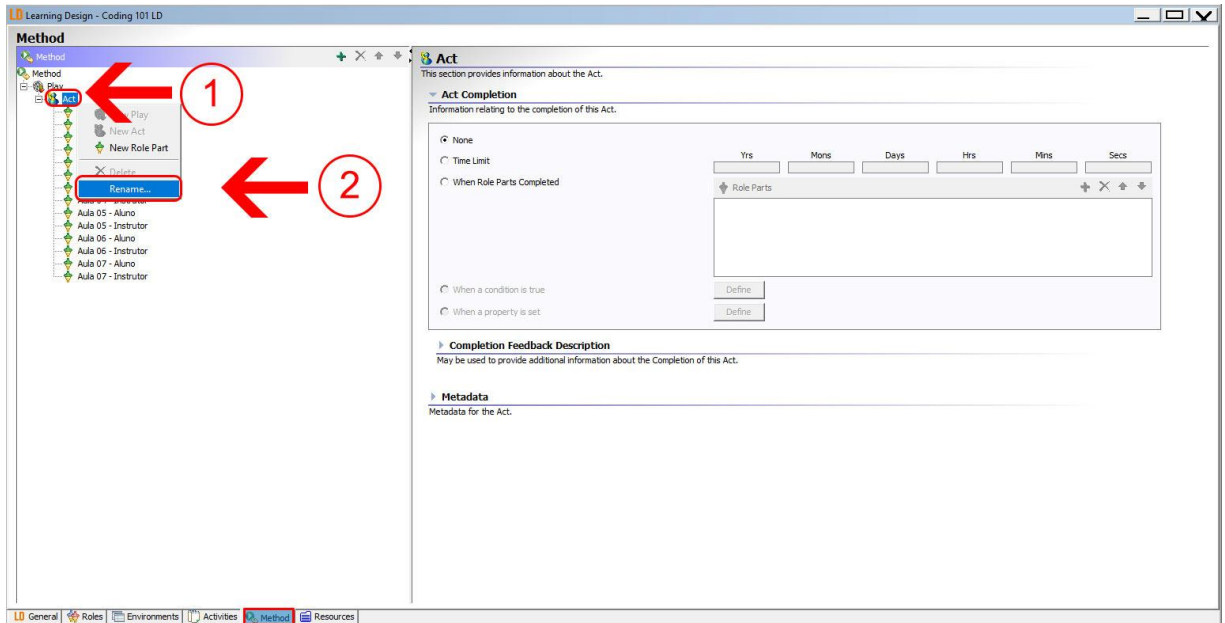 LD Learning Design - Coding 101 LD
Method
Method
Method
Play
Act
1
Play
New Act
New Role Part
Delete
Rename...
2
Aula 05 - Aluno
Aula 05 - Instrutor
Aula 06 - Aluno
Aula 06 - Instrutor
Aula 07 - Aluno
Aula 07 - Instrutor
Act
This section provides information about the Act.
Act Completion
Information relating to the completion of this Act.
None
Time Limit
Yrs Mons Days Hrs Mins Secs
When Role Parts Completed
Role Parts
When a condition is true Define
When a property is set Define
Completion Feedback Description
May be used to provide additional information about the Completion of this Act.
Metadata
Metadata for the Act.
LD General Roles Environments Activities Method Resources